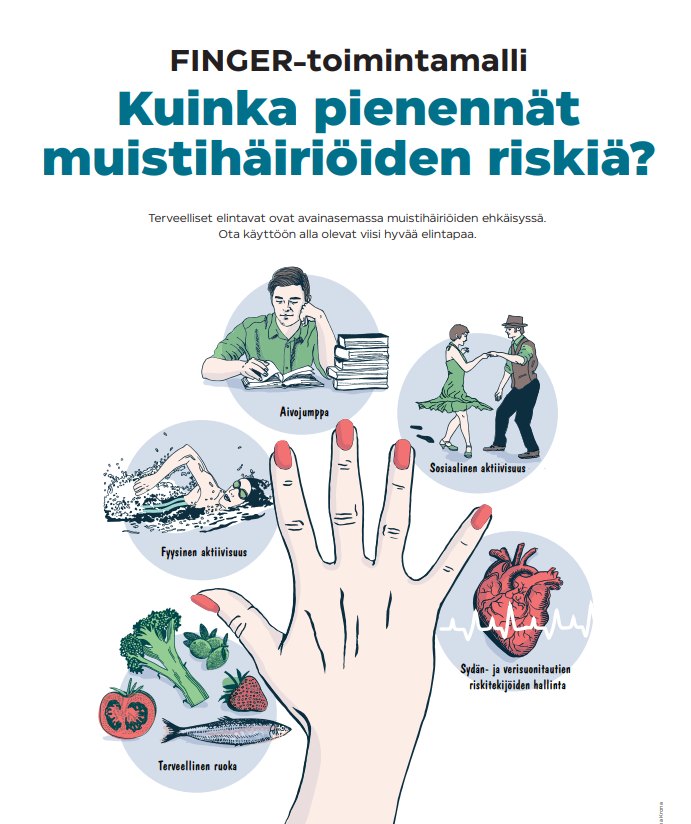 FINGER-toimintamalli
Kuinka pienennät
muistihäiriöiden riskiä?
Terveelliset elintavat ovat avainasemassa muistihäiriöiden ehkäisyssä.
Ota käyttöön alla olevat viisi hyvää elintapaa.
Aivojumppa
Sosiaalinen aktiivisuus
Fyysinen aktiivisuus
Sydän- ja verisuonitautien
riskitekijöiden hallinta
Terveellinen ruoka